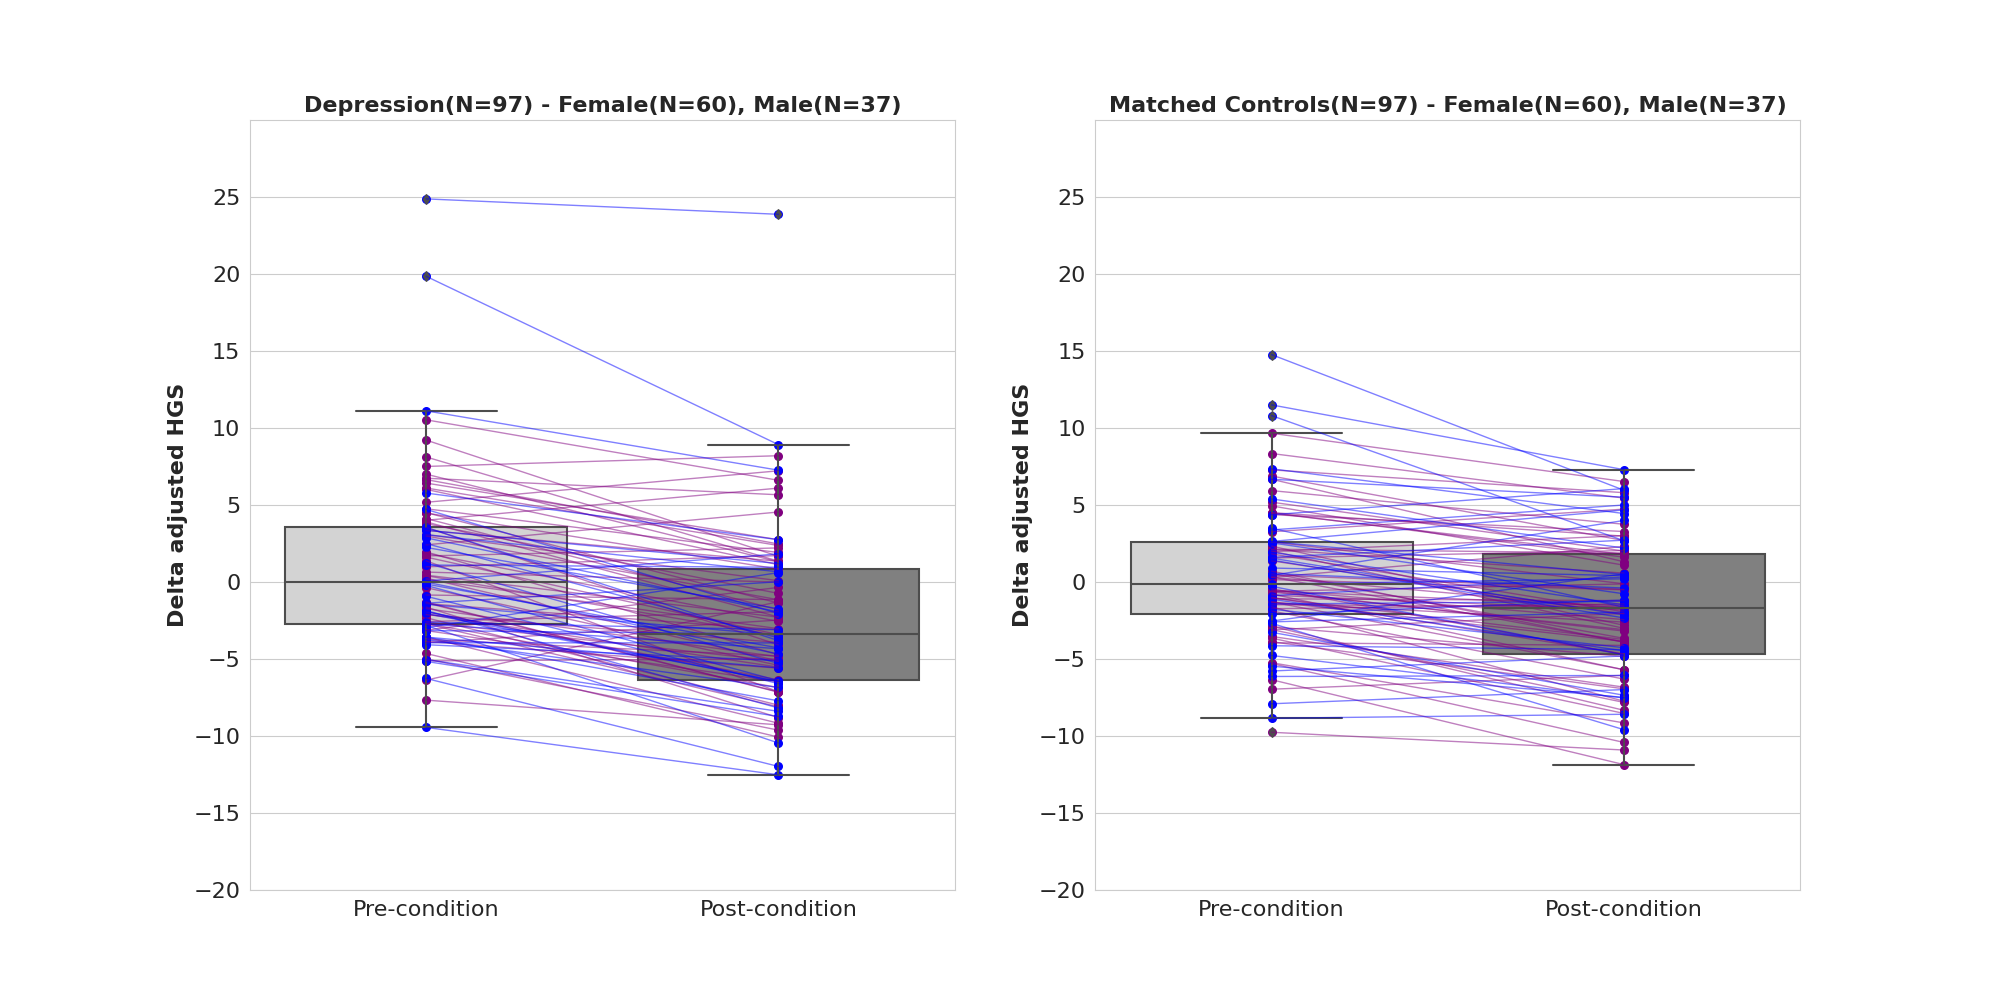 Depression(N=97) - Female(N=60), Male(N=37)
Delta adjusted HGS
25
20
15
10
5
0
−5
−10
−15
−20
Pre-condition
Post-condition
Matched Controls(N=97) - Female(N=60), Male(N=37)
Delta adjusted HGS
25
20
15
10
5
0
−5
−10
−15
−20
Pre-condition
Post-condition